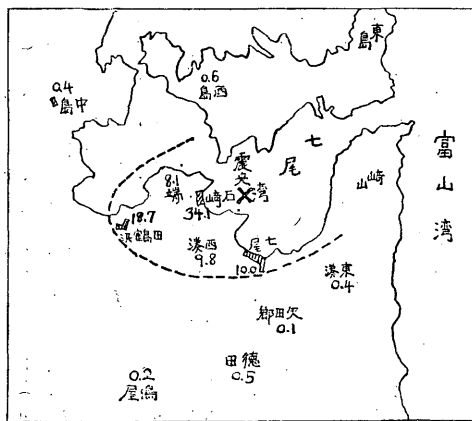 東島
0.6
西島
0.4
中島
七尾湾
崎山
富山湾
震央
8.1
端
石崎
34.1
18.7
田鶴浜
西湊
9.8
七尾
10.0
東湊
0.4
矢田郷
0.1
徳田
0.5
0.2
鳥屋